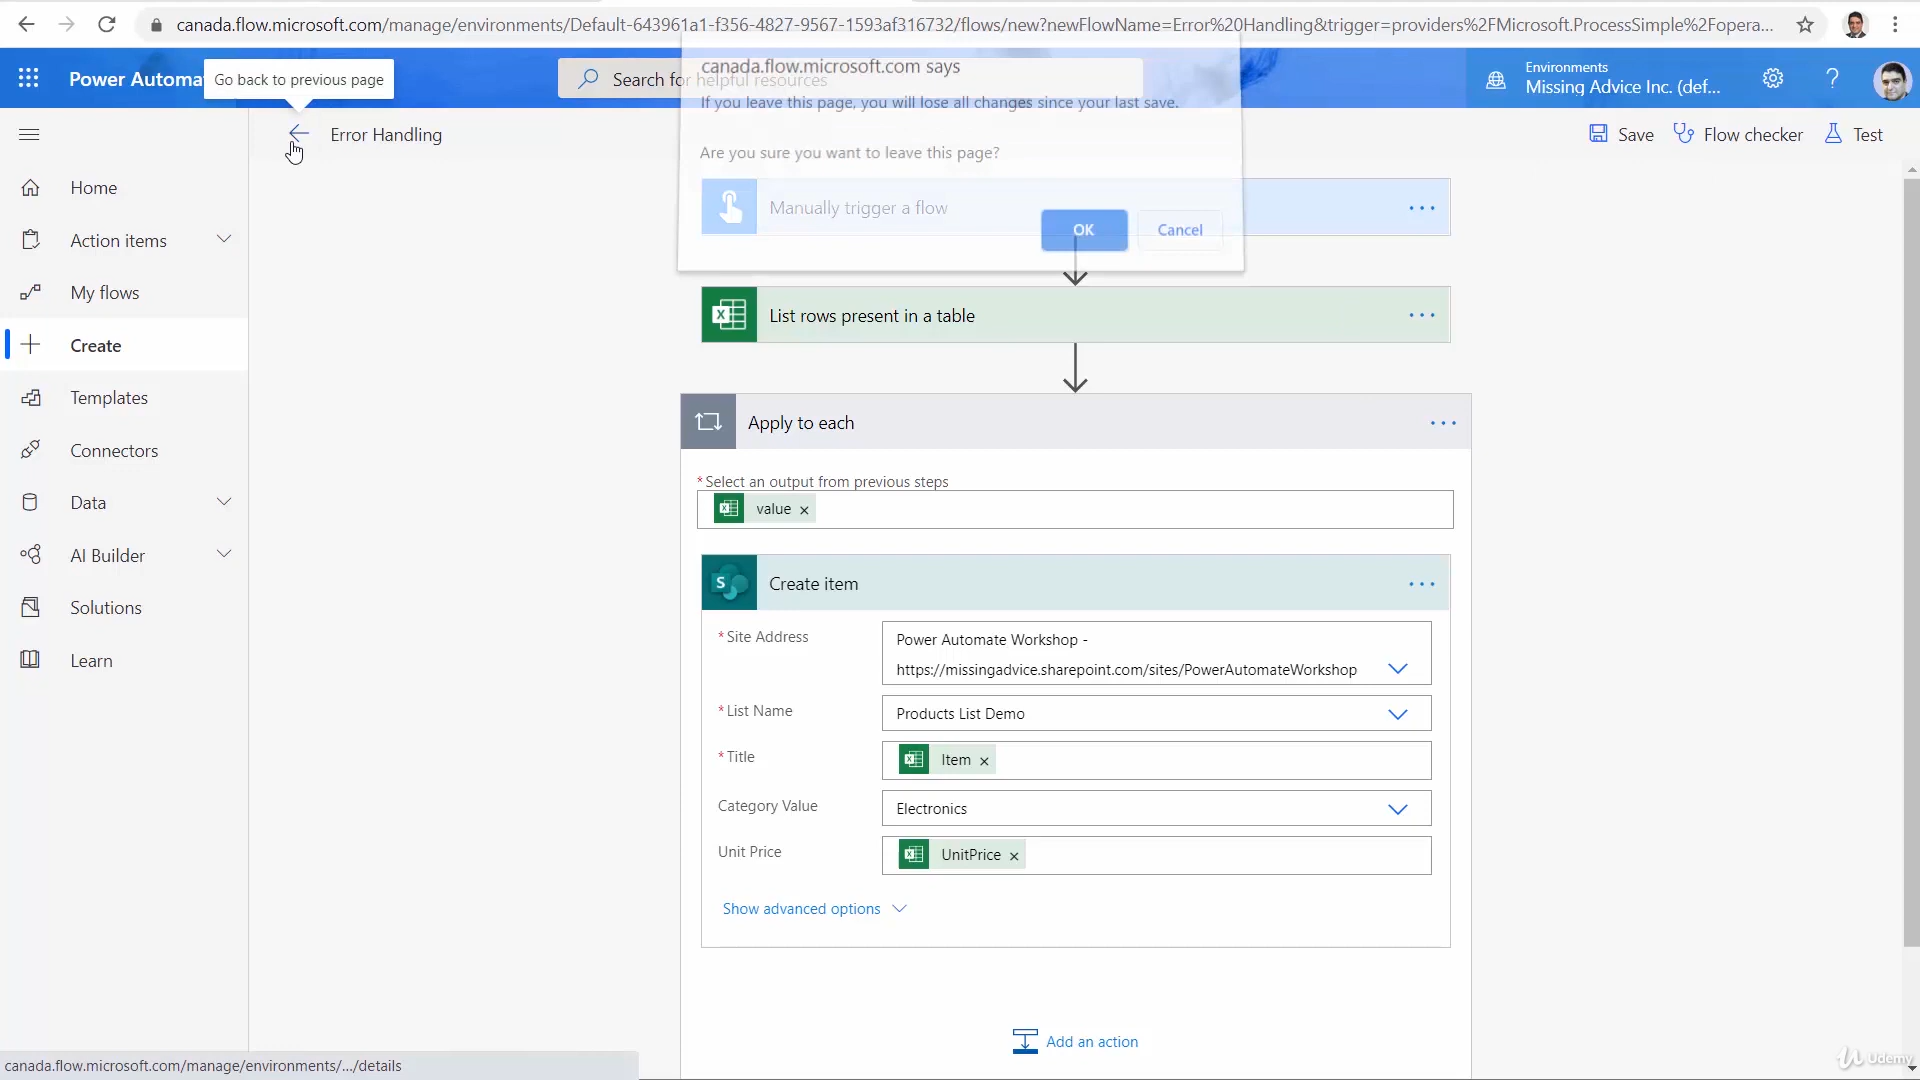 canada.flow.microsoft.com/manage/environments/Default-643961a1-f356-4827-9567-1593af316732/flows/new?newFlowName=Error%20Handling&trigger=providers%2FMicrosoft.ProcessSimple%2Fopera...
Power Automa
Go back to previous page
Search for helpful resources
Environments
Missing Advice Inc. (def...
canada.flow.microsoft.com says
If you leave this page, you will lose all changes since your last save.
Are you sure you want to leave this page?
OK
Cancel
Error Handling
Save
Flow checker
Test
Home
Action items
My flows
Create
Templates
Connectors
Data
AI Builder
Solutions
Learn
Manually trigger a flow
List rows present in a table
Apply to each
* Select an output from previous steps
value ×
Create item
* Site Address
Power Automate Workshop -
https://missingadvice.sharepoint.com/sites/PowerAutomateWorkshop
* List Name
Products List Demo
* Title
Item ×
Category Value
Electronics
Unit Price
UnitPrice ×
Show advanced options
Add an action
canada.flow.microsoft.com/manage/environments/.../details
Udemy